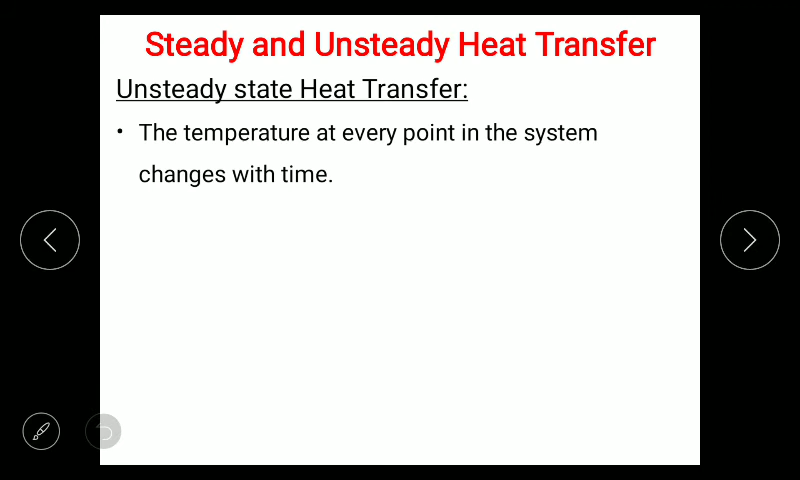 Steady and Unsteady Heat Transfer
Unsteady state Heat Transfer:
• The temperature at every point in the system
changes with time.